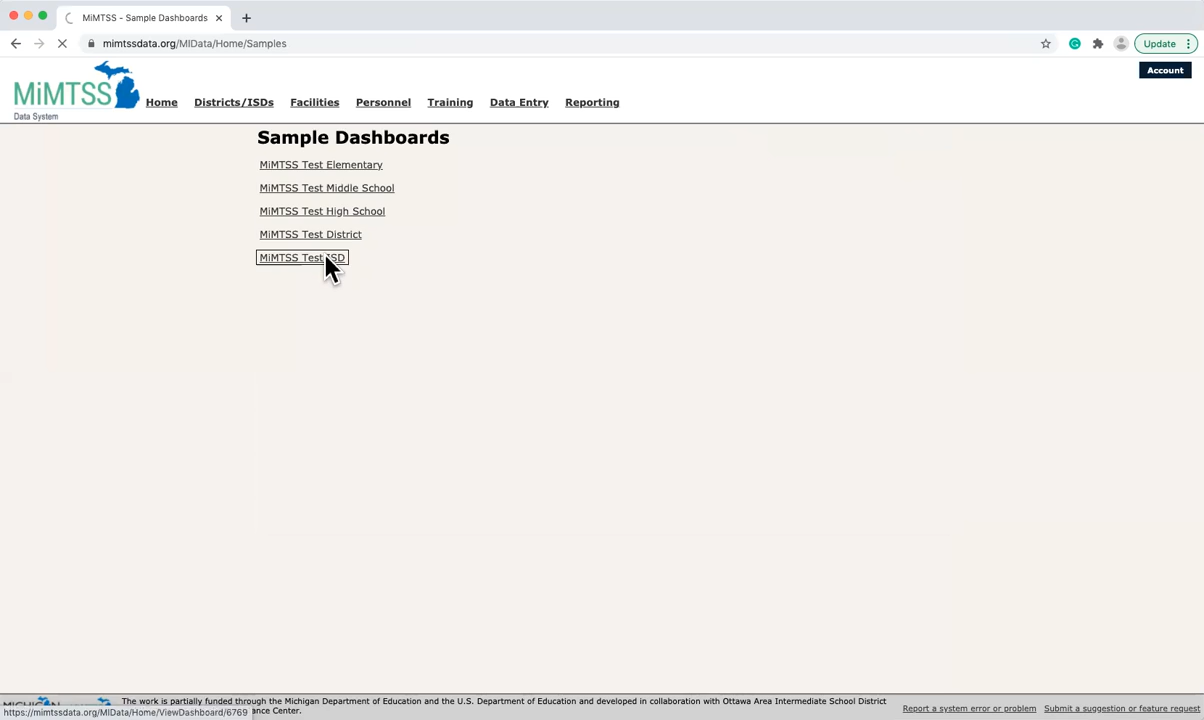 MiMTSS - Sample Dashboards
mimtssdata.org/MIData/Home/Samples
Update
Account
MiMTSS
Data System
Home Districts/ISDs Facilities Personnel Training Data Entry Reporting
Sample Dashboards
MiMTSS Test Elementary
MiMTSS Test Middle School
MiMTSS Test High School
MiMTSS Test District
MiMTSS Test ISD
The work is partially funded through the Michigan Department of Education and the U.S. Department of Education and developed in collaboration with Ottawa Area Intermediate School District
Center.
Report a system error or problem Submit a suggestion or feature request
https://mimtssdata.org/MIData/Home/ViewDashboard/6769